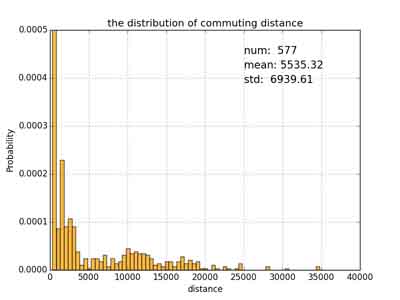 the distribution of commuting distance
0.0005
0.0004
0.0003
0.0002
0.0001
0.0000
Probability
num: 577
mean: 5535.32
std: 6939.61
0 5000 10000 15000 20000 25000 30000 35000 40000
distance